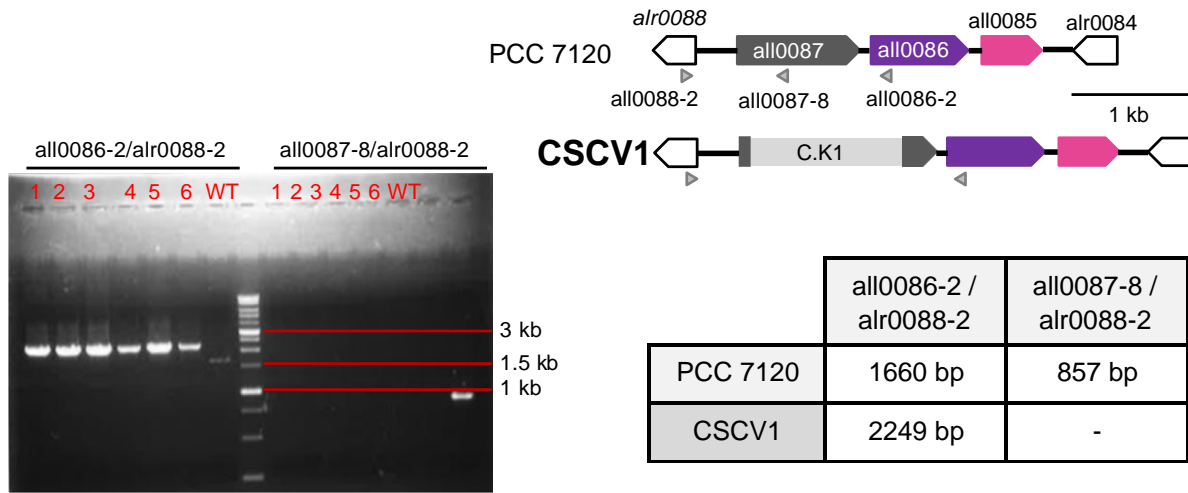 alr0088
all0085
alr0084
PCC 7120
all0087
all0086
all0088-2
all0087-8
all0086-2
1 kb
CSCV1
C.K1
all0086-2/alr0088-2
all0087-8/alr0088-2
1 2 3 4 5 6 WT
1 2 3 4 5 6 WT
3 kb
1.5 kb
1 kb
all0086-2 /
alr0088-2
all0087-8 /
alr0088-2
PCC 7120
1660 bp
857 bp
CSCV1
2249 bp
-